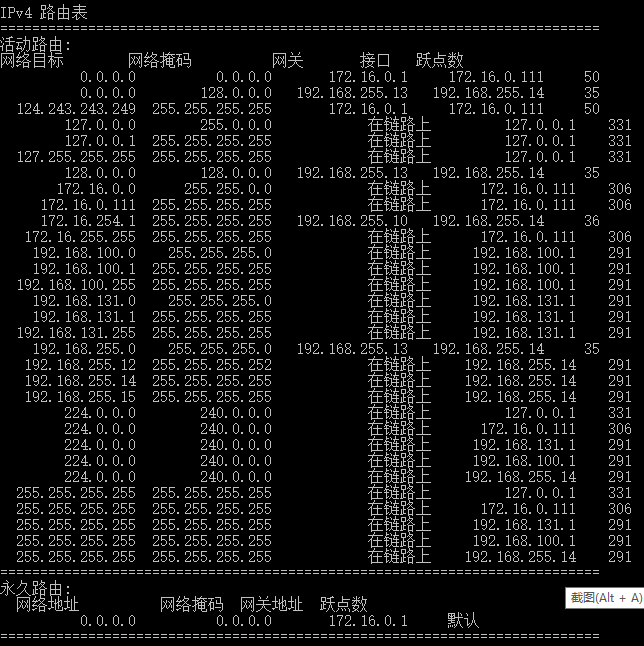 IPv4 路由表
===========================================================================
活动路由:
网络目标        网络掩码          网关       接口   跃点数
0.0.0.0          0.0.0.0       172.16.0.1     172.16.0.111     50
0.0.0.0        128.0.0.0   192.168.255.13   192.168.255.14     35
124.243.243.249  255.255.255.255       172.16.0.1     172.16.0.111     50
127.0.0.0        255.0.0.0            在链路上         127.0.0.1    331
127.0.0.1  255.255.255.255            在链路上         127.0.0.1    331
127.255.255.255  255.255.255.255            在链路上         127.0.0.1    331
128.0.0.0        128.0.0.0   192.168.255.13   192.168.255.14     35
172.16.0.0      255.255.0.0            在链路上      172.16.0.111    306
172.16.0.111  255.255.255.255            在链路上      172.16.0.111    306
172.16.254.1  255.255.255.255   192.168.255.10   192.168.255.14     36
172.16.255.255  255.255.255.255            在链路上      172.16.0.111    306
192.168.100.0    255.255.255.0            在链路上     192.168.100.1    291
192.168.100.1  255.255.255.255            在链路上     192.168.100.1    291
192.168.100.255  255.255.255.255            在链路上     192.168.100.1    291
192.168.131.0    255.255.255.0            在链路上     192.168.131.1    291
192.168.131.1  255.255.255.255            在链路上     192.168.131.1    291
192.168.131.255  255.255.255.255            在链路上     192.168.131.1    291
192.168.255.0    255.255.255.0   192.168.255.13   192.168.255.14     35
192.168.255.12  255.255.255.252            在链路上    192.168.255.14    291
192.168.255.14  255.255.255.255            在链路上    192.168.255.14    291
192.168.255.15  255.255.255.255            在链路上    192.168.255.14    291
224.0.0.0        240.0.0.0            在链路上         127.0.0.1    331
224.0.0.0        240.0.0.0            在链路上      172.16.0.111    306
224.0.0.0        240.0.0.0            在链路上     192.168.131.1    291
224.0.0.0        240.0.0.0            在链路上     192.168.100.1    291
224.0.0.0        240.0.0.0            在链路上    192.168.255.14    291
255.255.255.255  255.255.255.255            在链路上         127.0.0.1    331
255.255.255.255  255.255.255.255            在链路上      172.16.0.111    306
255.255.255.255  255.255.255.255            在链路上     192.168.131.1    291
255.255.255.255  255.255.255.255            在链路上     192.168.100.1    291
255.255.255.255  255.255.255.255            在链路上    192.168.255.14    291
===========================================================================
永久路由:
网络地址          网络掩码  网关地址  跃点数
截图(Alt + A)
0.0.0.0          0.0.0.0       172.16.0.1     默认
===========================================================================